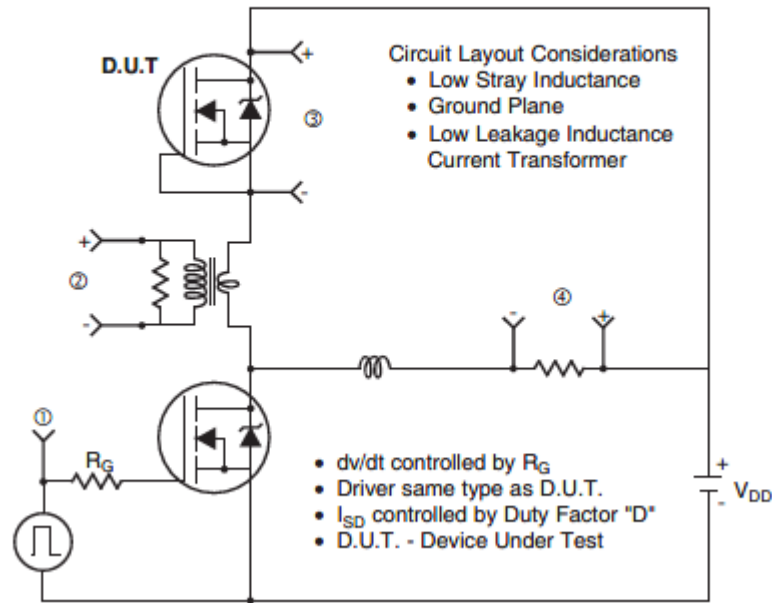 D.U.T
+
Circuit Layout Considerations
• Low Stray Inductance
• Ground Plane
③
• Low Leakage Inductance
Current Transformer
-
+
②
-
④
-
+
①
RG
• dv/dt controlled by RG
• Driver same type as D.U.T.
• ISD controlled by Duty Factor "D"
• D.U.T. - Device Under Test
+
VDD
-